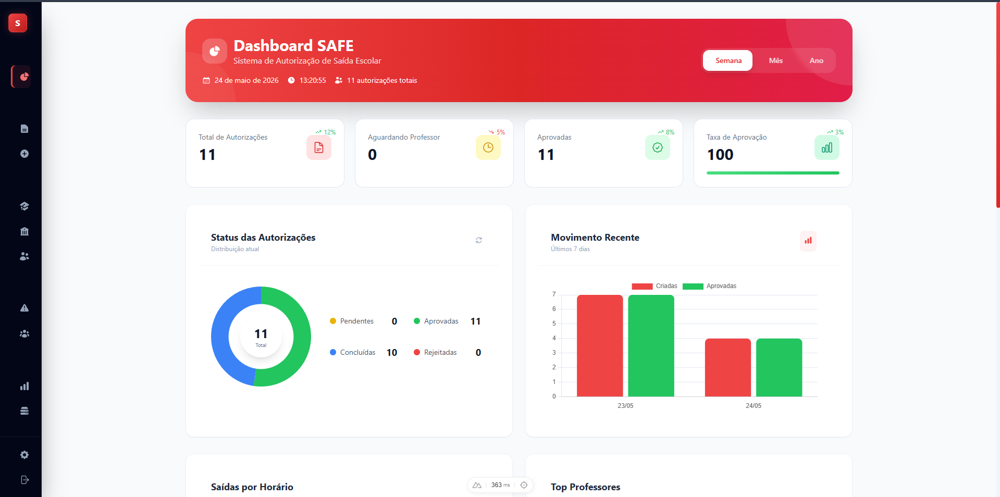 S
Dashboard SAFE
Sistema de Autorização de Saída Escolar
24 de maio de 2026 13:20:55 11 autorizações totais
Semana Mês Ano
Total de Autorizações
12%
11
Aguardando Professor
5%
0
Aprovadas
8%
11
Taxa de Aprovação
3%
100
Status das Autorizações
Distribuição atual
11
Total
Pendentes 0 Aprovadas 11
Concluídas 10 Rejeitadas 0
Movimento Recente
Últimos 7 dias
Criadas Aprovadas
7
6
5
4
3
2
1
0
23/05 24/05
Saídas por Horário
363 ms
Top Professores